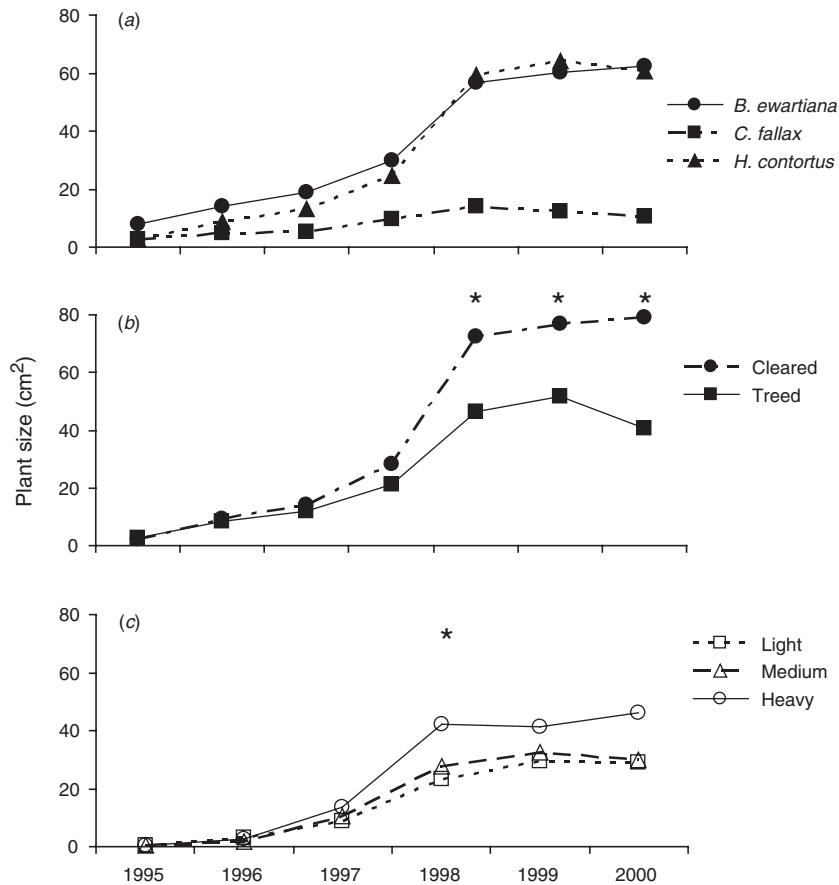 80
(a)
60
40
20
0
B. ewartiana
C. fallax
H. contortus
Plant size (cm²)
80
(b)
60
40
20
0
* * *
Cleared
Treed
80
(c)
60
40
20
0
*
Light
Medium
Heavy
1995 1996 1997 1998 1999 2000